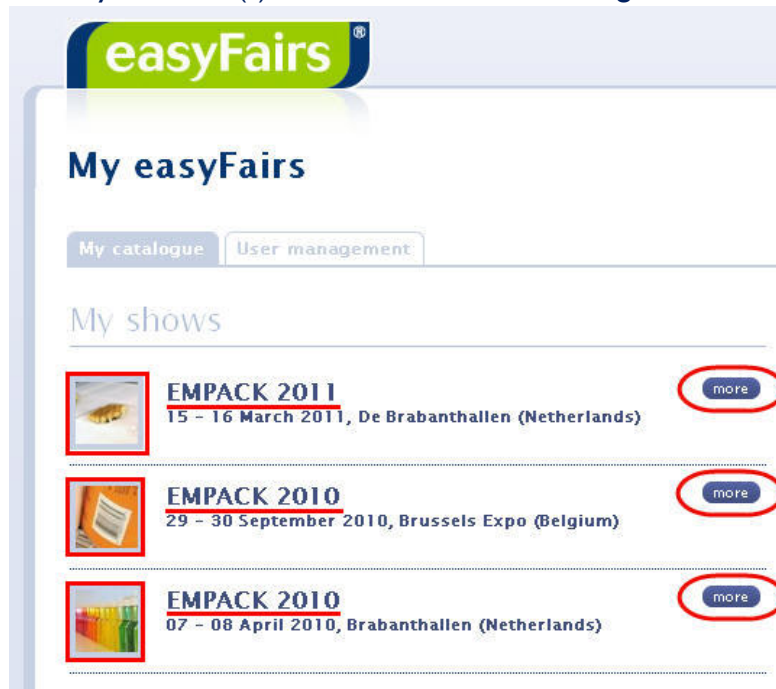 easyFairs®
My easyFairs
My catalogue
User management
My shows
EMPACK 2011
more
15 - 16 March 2011, De Brabanthallen (Netherlands)
EMPACK 2010
more
29 - 30 September 2010, Brussels Expo (Belgium)
EMPACK 2010
more
07 - 08 April 2010, Brabanthallen (Netherlands)